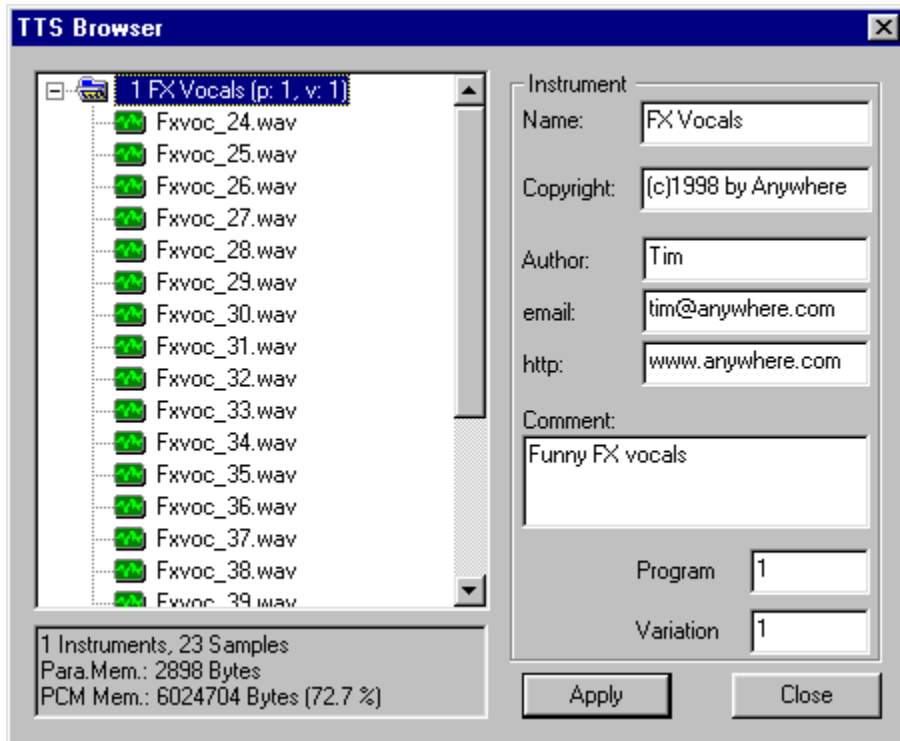 TTS Browser
1 FX Vocals (p: 1, v: 1)
Fxvoc_24.wav
Fxvoc_25.wav
Fxvoc_26.wav
Fxvoc_27.wav
Fxvoc_28.wav
Fxvoc_29.wav
Fxvoc_30.wav
Fxvoc_31.wav
Fxvoc_32.wav
Fxvoc_33.wav
Fxvoc_34.wav
Fxvoc_35.wav
Fxvoc_36.wav
Fxvoc_37.wav
Fxvoc_38.wav
Fxvoc_39.wav
1 Instruments, 23 Samples
Para.Mem.: 2898 Bytes
PCM Mem.: 6024704 Bytes (72.7 %)
Instrument
Name: FX Vocals
Copyright: (c)1998 by Anywhere
Author: Tim
email: tim@anywhere.com
http: www.anywhere.com
Comment:
Funny FX vocals
Program 1
Variation 1
Apply Close